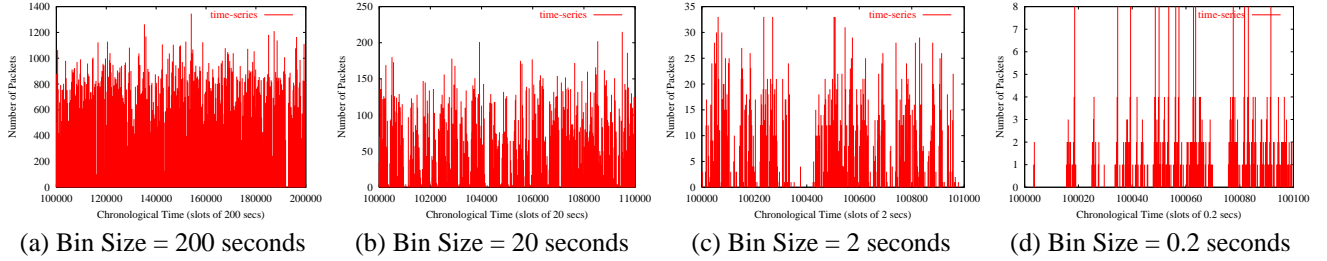 1400
1200
1000
800
600
400
200
0
100000 120000 140000 160000 180000 200000
Number of Packets
Chronological Time (slots of 200 secs)
time-series
(a) Bin Size = 200 seconds
250
200
150
100
50
0
100000 102000 104000 106000 108000 110000
Number of Packets
Chronological Time (slots of 20 secs)
time-series
(b) Bin Size = 20 seconds
35
30
25
20
15
10
5
0
100000 100200 100400 100600 100800 101000
Number of Packets
Chronological Time (slots of 2 secs)
time-series
(c) Bin Size = 2 seconds
8
7
6
5
4
3
2
1
0
100000 100020 100040 100060 100080 100100
Number of Packets
Chronological Time (slots of 0.2 secs)
time-series
(d) Bin Size = 0.2 seconds